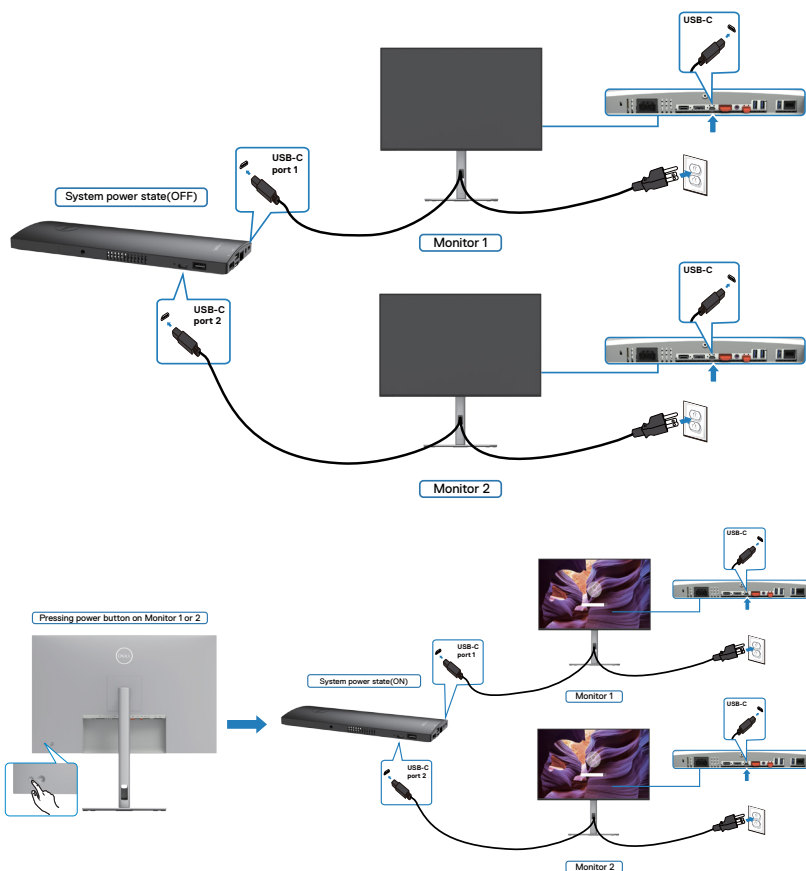 USB-C
USB-C
port 1
System power state(OFF)
Monitor 1
USB-C
USB-C
port 2
Monitor 2
USB-C
Pressing power button on Monitor 1 or 2
DELL
USB-C
port 1
System power state(ON)
Monitor 1
USB-C
USB-C
port 2
Monitor 2